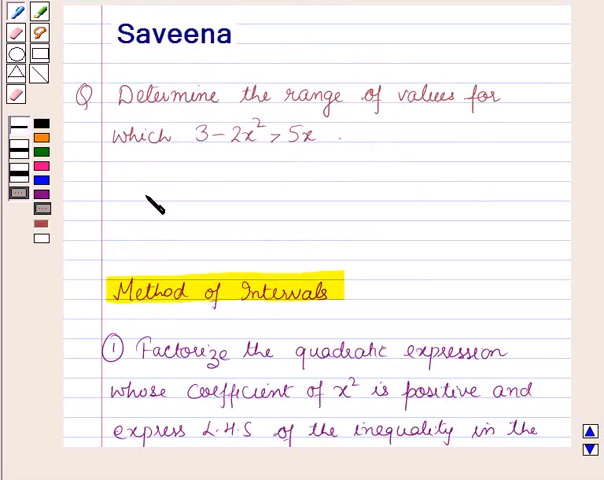 Saveena
Q Determine the range of values for
which 3 - 2x² > 5x .
Method of Intervals
① Factorize the quadratic expression
whose coefficient of x² is positive and
express L.H.S of the inequality in the